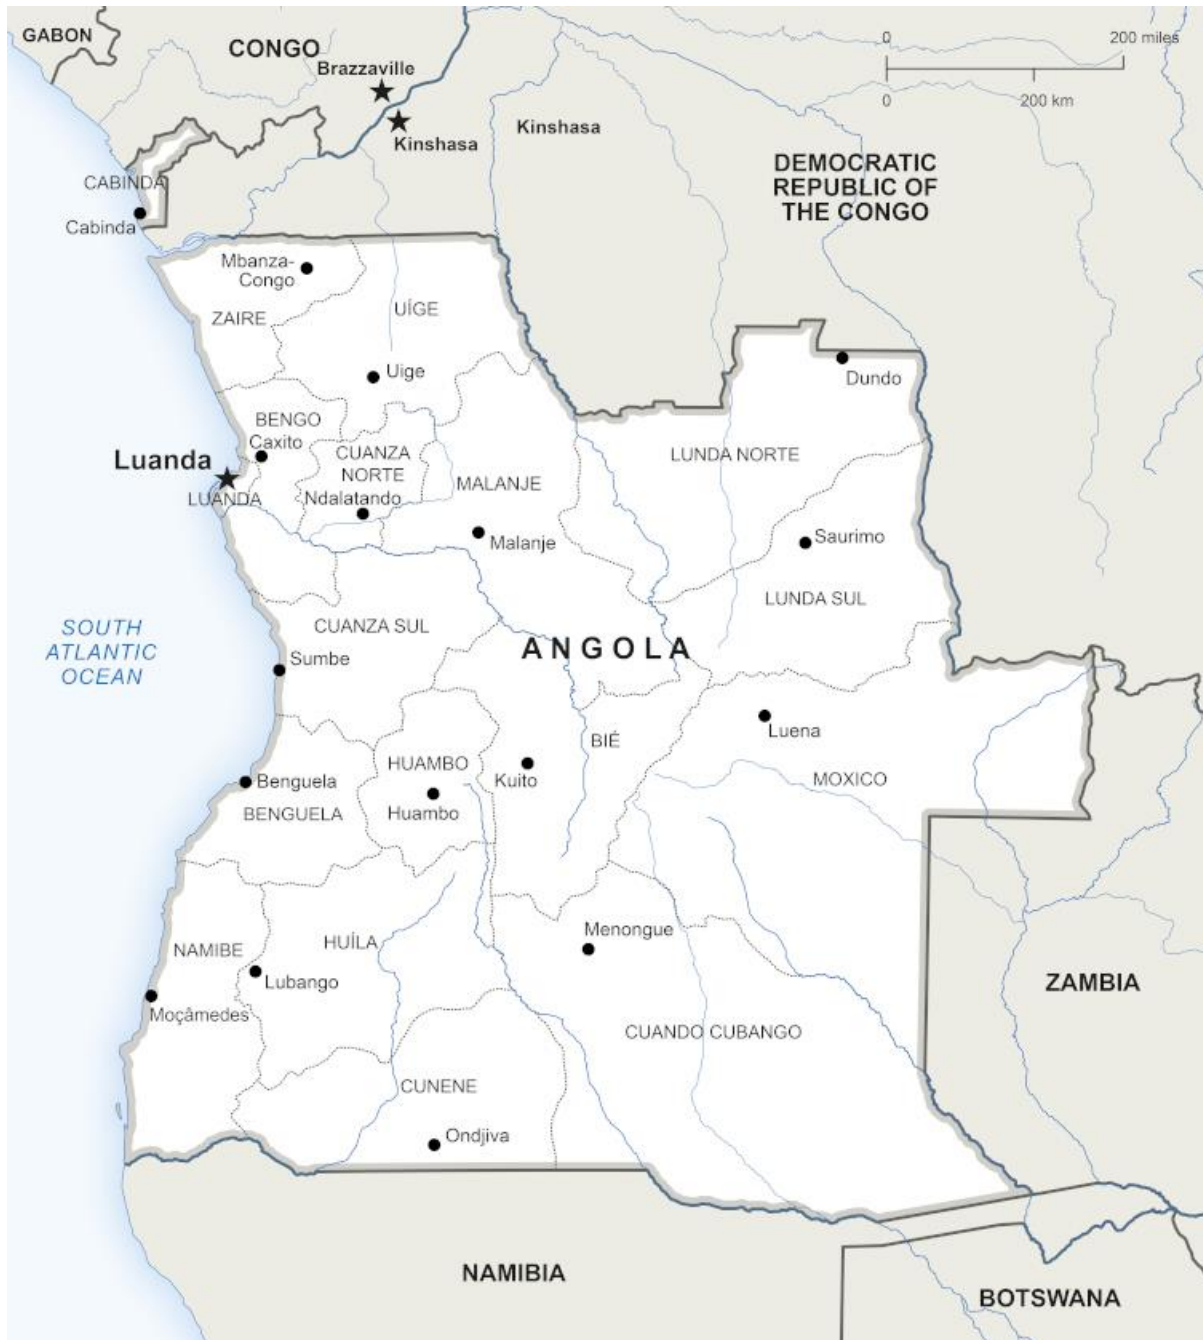 GABON
CONGO
Brazzaville
Kinshasa
Kinshasa
0
200 miles
0
200 km
DEMOCRATIC
REPUBLIC OF
THE CONGO
CABINDA
Cabinda
Mbanza-
Congo
ZAIRE
UÍGE
Uige
Dundo
BENGO
Caxito
CUANZA
NORTE
Ndalatando
Luanda
LUANDA
MALANJE
Malanje
LUNDA NORTE
Saurimo
LUNDA SUL
SOUTH
ATLANTIC
OCEAN
CUANZA SUL
Sumbe
ANGOLA
Luena
MOXICO
BIÉ
Kuito
HUAMBO
Huambo
Benguela
BENGUELA
Menongue
NAMIBE
HUÍLA
Lubango
Moçâmedes
CUANDO CUBANGO
ZAMBIA
CUNENE
Ondjiva
NAMIBIA
BOTSWANA